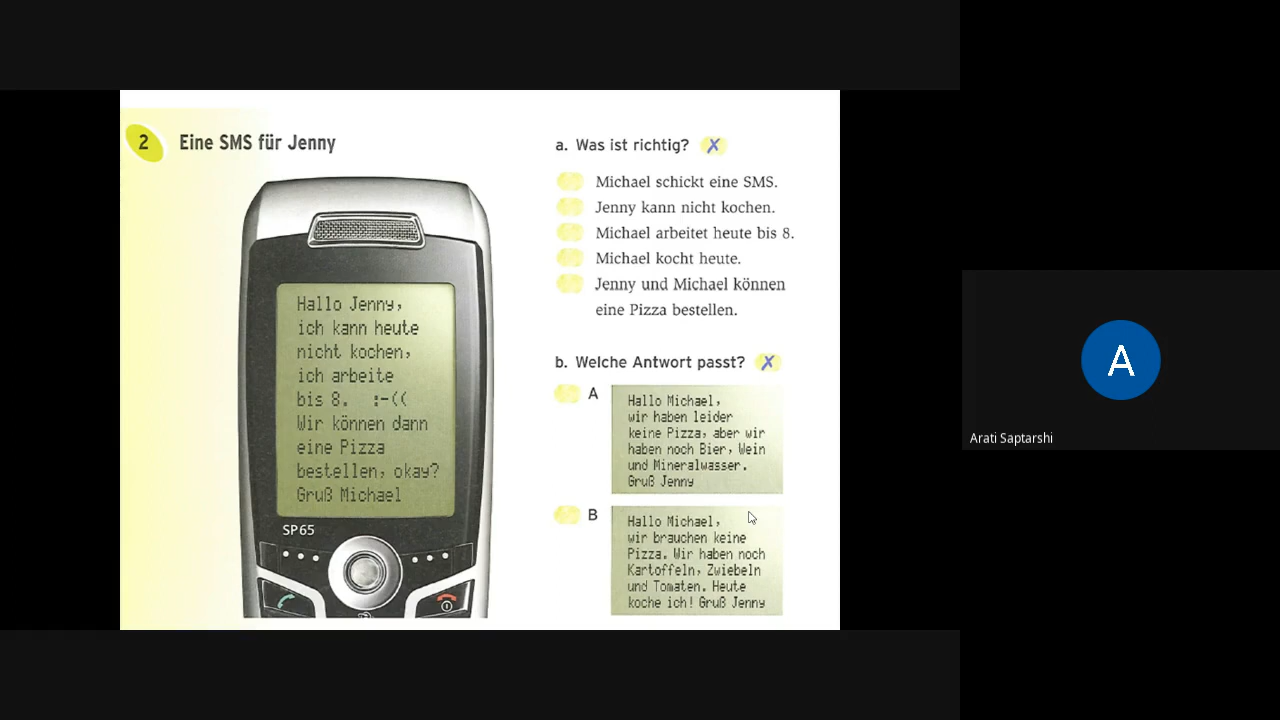 2 Eine SMS für Jenny
Hallo Jenny,
ich kann heute
nicht kochen,
ich arbeite
bis 8. :-((
Wir können dann
eine Pizza
bestellen, okay?
Gruß Michael
SP65
a. Was ist richtig? X
Michael schickt eine SMS.
Jenny kann nicht kochen.
Michael arbeitet heute bis 8.
Michael kocht heute.
Jenny und Michael können
eine Pizza bestellen.
b. Welche Antwort passt? X
A
Hallo Michael,
wir haben leider
keine Pizza, aber wir
haben noch Bier, Wein
und Mineralwasser.
Gruß Jenny
B
Hallo Michael,
wir brauchen keine
Pizza. Wir haben noch
Kartoffeln, Zwiebeln
und Tomaten. Heute
koche ich! Gruß Jenny
A
Arati Saptarshi